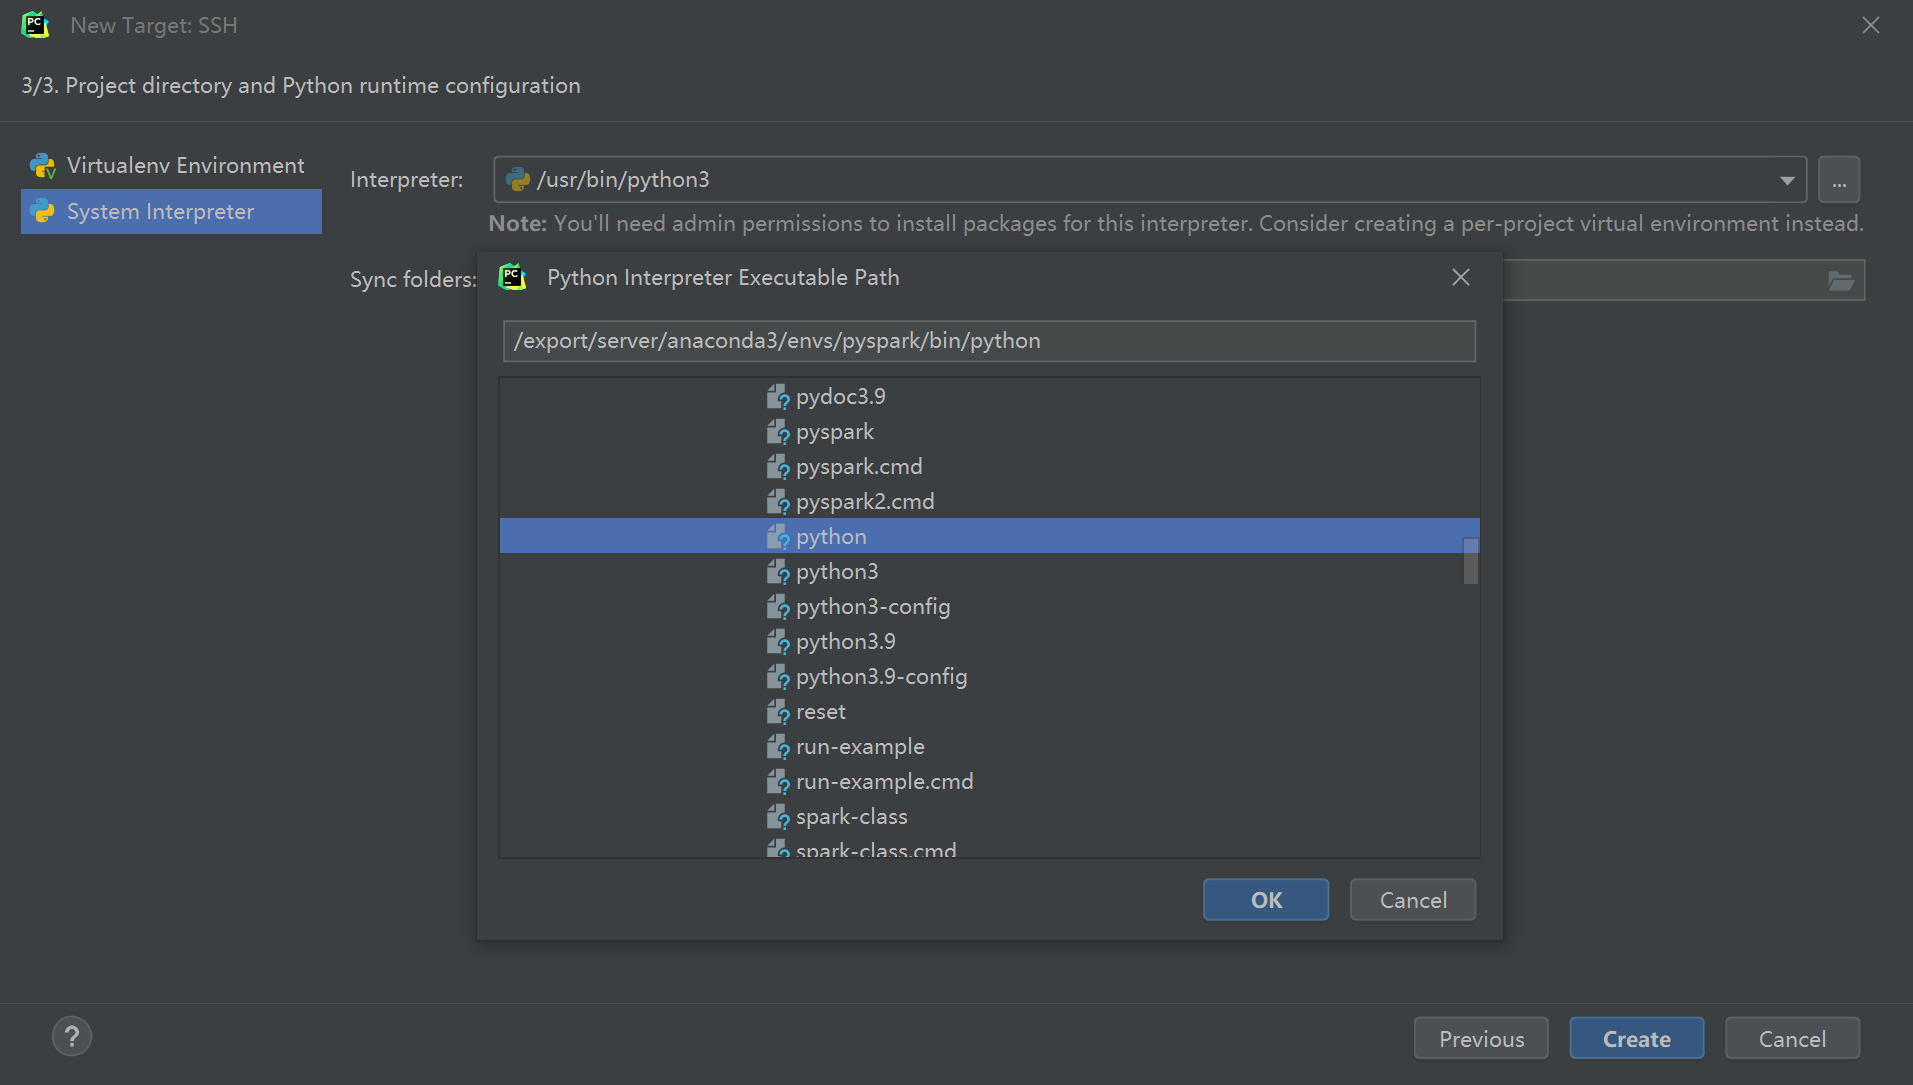 New Target: SSH
3/3. Project directory and Python runtime configuration
Virtualenv Environment
System Interpreter
Interpreter:
/usr/bin/python3
...
Note: You'll need admin permissions to install packages for this interpreter. Consider creating a per-project virtual environment instead.
Sync folders:
PC
Python Interpreter Executable Path
/export/server/anaconda3/envs/pyspark/bin/python
pydoc3.9
pyspark
pyspark.cmd
pyspark2.cmd
python
python3
python3-config
python3.9
python3.9-config
reset
run-example
run-example.cmd
spark-class
spark-class.cmd
OK
Cancel
?
Previous
Create
Cancel